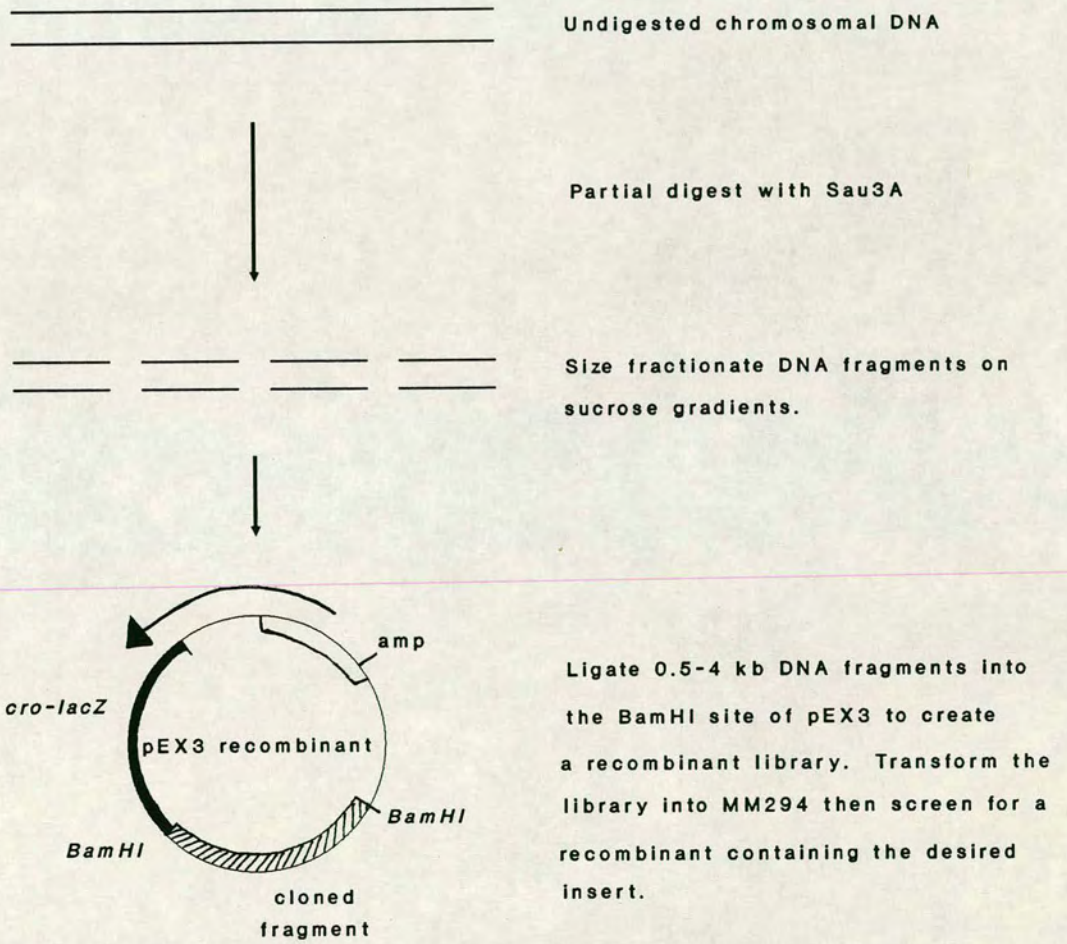 Undigested chromosomal DNA
Partial digest with Sau3A
Size fractionate DNA fragments on
sucrose gradients.
amp
cro-lacZ
pEX3 recombinant
BamHI
BamHI
cloned
fragment
Ligate 0.5-4 kb DNA fragments into
the BamHI site of pEX3 to create
a recombinant library. Transform the
library into MM294 then screen for a
recombinant containing the desired
insert.